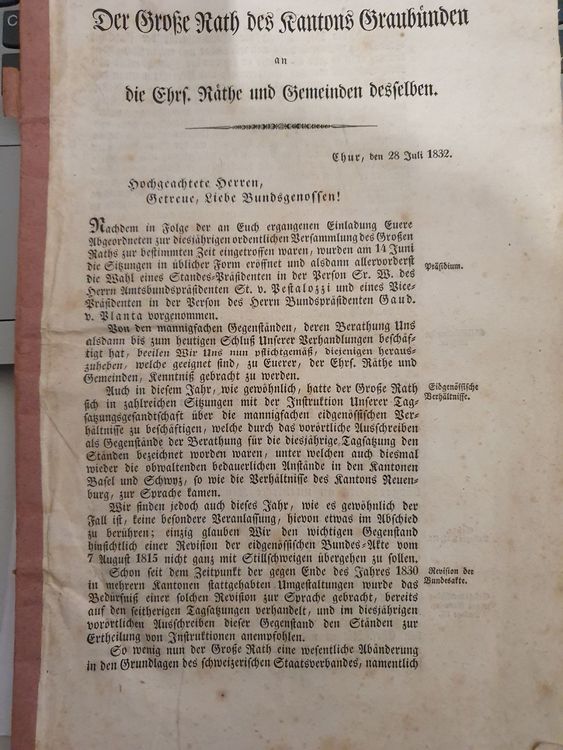 Der Große Rath des Kantons Graubünden
an
die Ehrs. Räthe und Gemeinden desselben.
Chur, den 28 Juli 1832.
Hochgeachtete Herren,
Getreue, Liebe Bundsgenossen!
Nachdem in Folge der an Euch ergangenen Einladung Euere
Abgeordneten zur diesjährigen ordentlichen Versammlung des Großen
Raths zur bestimmten Zeit eingetroffen waren, wurden am 14 Juni
die Sitzungen in üblicher Form eröffnet und alsdann allervorderst
die Wahl eines Standes-Präsidenten in der Person Sr. W. des
Präsidium.
Herrn Amtsbundspräsidenten St. v. Pestalozzi und eines Vice-
Präsidenten in der Person des Herrn Bundspräsidenten Gaud.
v. Planta vorgenommen.
Von den mannigfachen Gegenständen, deren Berathung Uns
alsdann bis zum heutigen Schluß Unserer Verhandlungen beschäf-
tigt hat, beeilen Wir Uns nun pflichtgemäß, diejenigen heraus-
zuheben, welche geeignet sind, zu Euerer, der Ehrs. Räthe und
Gemeinden, Kenntniß gebracht zu werden.
Auch in diesem Jahr, wie gewöhnlich, hatte der Große Rath
Eidgenössische
sich in zahlreichen Sitzungen mit der Instruktion Unserer Tag-
Verhältnisse.
satzungsgesandtschaft über die mannigfachen eidgenössischen Ver-
hältnisse zu beschäftigen, welche durch das vorörtliche Ausschreiben
als Gegenstände der Berathung für die diesjährige Tagsatzung den
Ständen bezeichnet worden waren, unter welchen auch diesmal
wieder die obwaltenden bedauerlichen Anstände in den Kantonen
Basel und Schwyz, so wie die Verhältnisse des Kantons Neuen-
burg, zur Sprache kamen.
Wir finden jedoch auch dieses Jahr, wie es gewöhnlich der
Fall ist, keine besondere Veranlassung, hievon etwas im Abschied
zu berühren; einzig glauben Wir den wichtigen Gegenstand
hinsichtlich einer Revision der eidgenössischen Bundes-Akte vom
7 August 1815 nicht ganz mit Stillschweigen übergehen zu sollen.
Schon seit dem Zeitpunkt der gegen Ende des Jahres 1830
Revision der
in mehrern Kantonen stattgehabten Umgestaltungen wurde das
Bundesakte.
Bedürfniß einer solchen Revision zur Sprache gebracht, bereits
auf den seitherigen Tagsatzungen verhandelt, und im diesjährigen
vorörtlichen Ausschreiben dieser Gegenstand den Ständen zur
Ertheilung von Instruktionen anempfohlen.
So wenig nun der Große Rath eine wesentliche Abänderung
in den Grundlagen des schweizerischen Staatsverbandes, namentlich